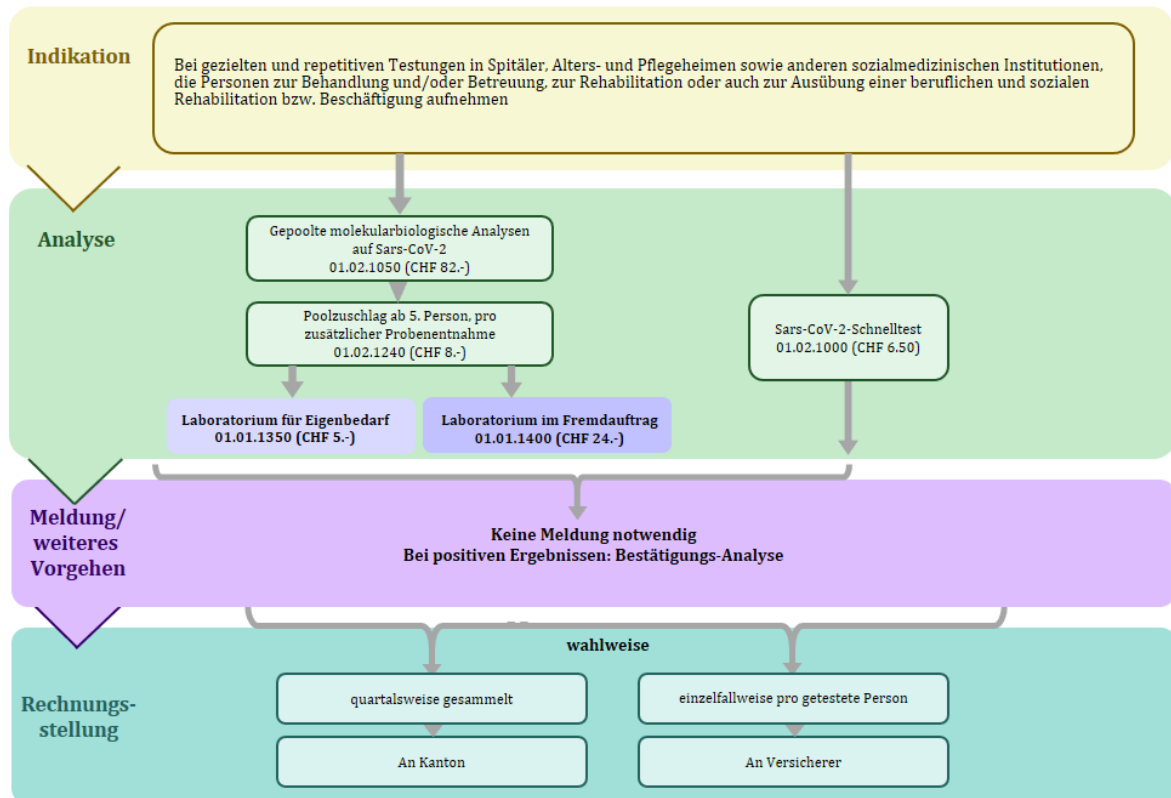 Indikation
Bei gezielten und repetitiven Testungen in Spitäler, Alters- und Pflegeheimen sowie anderen sozialmedizinischen Institutionen,
die Personen zur Behandlung und/oder Betreuung, zur Rehabilitation oder auch zur Ausübung einer beruflichen und sozialen
Rehabilitation bzw. Beschäftigung aufnehmen
Analyse
Gepoolte molekularbiologische Analysen
auf Sars-CoV-2
01.02.1050 (CHF 82.-)
Poolzuschlag ab 5. Person, pro
zusätzlicher Probenentnahme
01.02.1240 (CHF 8.-)
Sars-CoV-2-Schnelltest
01.02.1000 (CHF 6.50)
Laboratorium für Eigenbedarf
01.01.1350 (CHF 5.-)
Laboratorium im Fremdauftrag
01.01.1400 (CHF 24.-)
Meldung/
weiteres
Vorgehen
Keine Meldung notwendig
Bei positiven Ergebnissen: Bestätigungs-Analyse
Rechnungs-
stellung
wahlweise
quartalsweise gesammelt
einzelfallweise pro getestete Person
An Kanton
An Versicherer